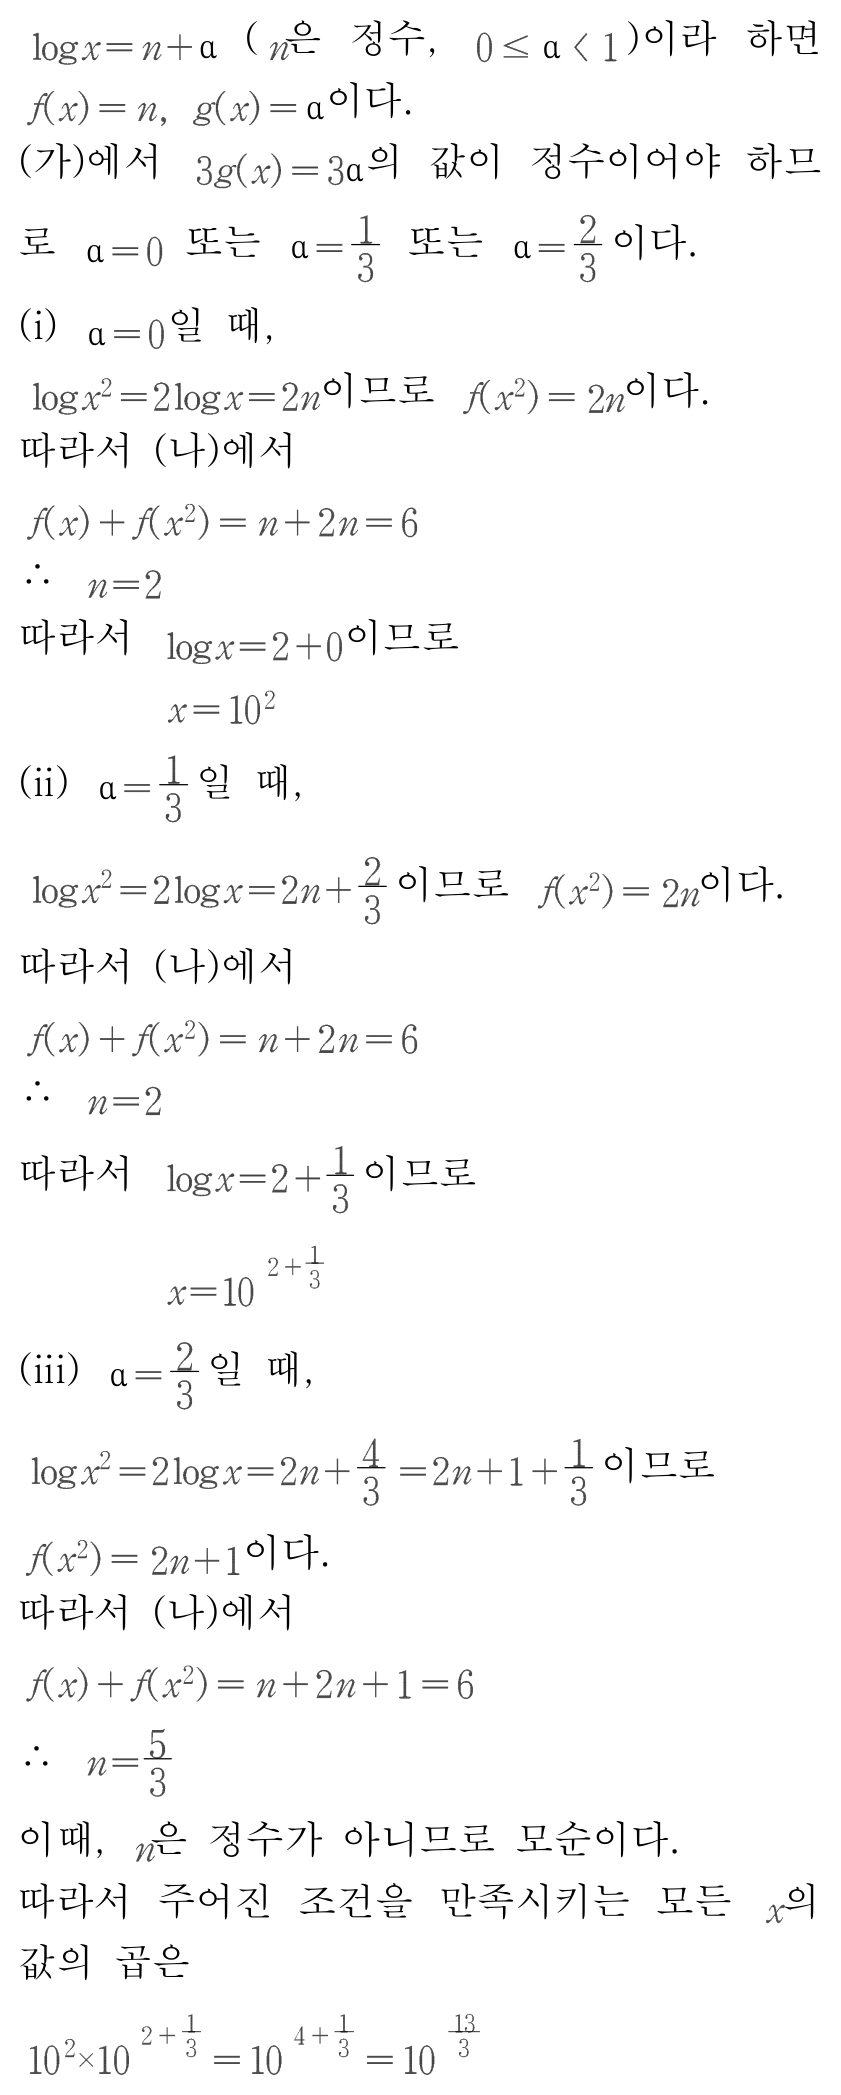 logx=n+α ( n은 정수, 0≤α<1)이라 하면
f(x)=n, g(x)=α이다.
(가)에서 3g(x)=3α의 값이 정수이어야 하므
로 α=0 또는 α=1/3 또는 α=2/3이다.
(i) α=0일 때,
logx²=2logx=2n이므로 f(x²)=2n이다.
따라서 (나)에서
f(x)+f(x²)=n+2n=6
∴ n=2
따라서 logx=2+0이므로
x=10²
(ii) α=1/3일 때,
logx²=2logx=2n+2/3이므로 f(x²)=2n이다.
따라서 (나)에서
f(x)+f(x²)=n+2n=6
∴ n=2
따라서 logx=2+1/3이므로
x=10^(2+1/3)
(iii) α=2/3일 때,
logx²=2logx=2n+4/3=2n+1+1/3이므로
f(x²)=2n+1이다.
따라서 (나)에서
f(x)+f(x²)=n+2n+1=6
∴ n=5/3
이때, n은 정수가 아니므로 모순이다.
따라서 주어진 조건을 만족시키는 모든 x의
값의 곱은
10²×10^(2+1/3)=10^(4+1/3)=10^(13/3)